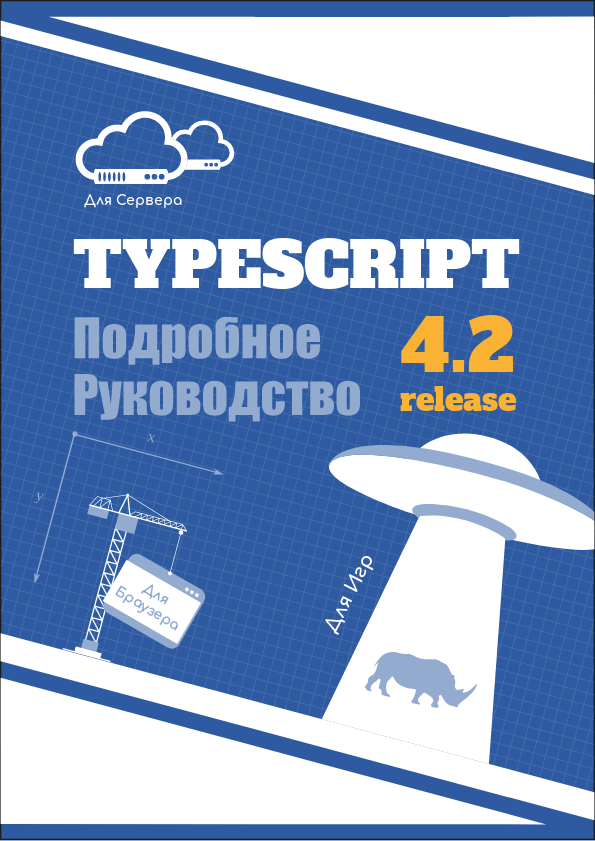 Для Сервера
TYPESCRIPT
Подробное
Руководство
4.2
release
x
y
Для
Браузера
Для Игр